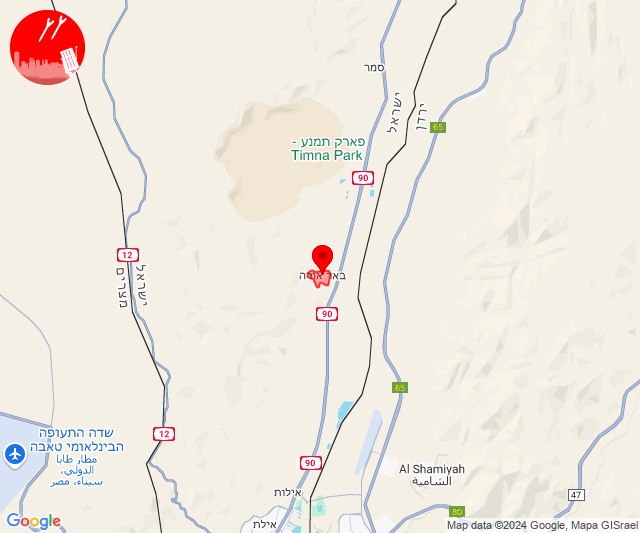 סמר
ישראל
ירדן
65
פארק תמנע -
Timna Park
90
12
ישראל
מצרים
באר אורה
90
65
12
שדה התעופה
הבינלאומי טאבה
مطار طابا
الدولي،
سيناء، مصر
90
Al Shamiyah
الشامية
אילות
47
80
אילת
Google
Map data ©2024 Google, Mapa GISrael